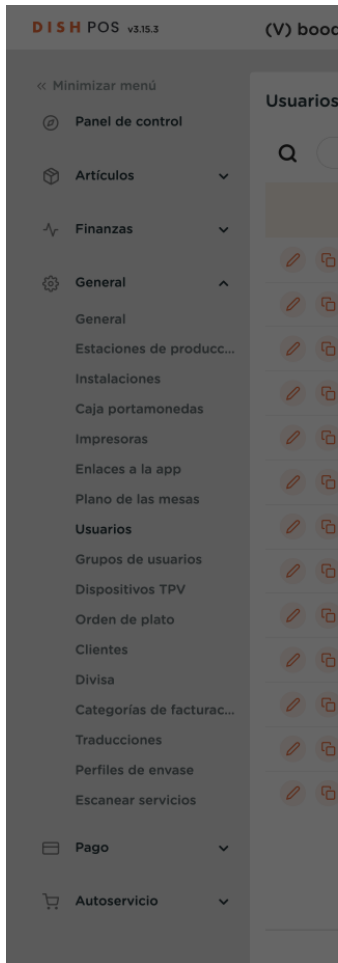 DISH POS v3.15.3
(V) bood
« Minimizar menú
Usuarios
Panel de control
Artículos
Finanzas
General
General
Estaciones de producc...
Instalaciones
Caja portamonedas
Impresoras
Enlaces a la app
Plano de las mesas
Usuarios
Grupos de usuarios
Dispositivos TPV
Orden de plato
Clientes
Divisa
Categorías de facturac...
Traducciones
Perfiles de envase
Escanear servicios
Pago
Autoservicio